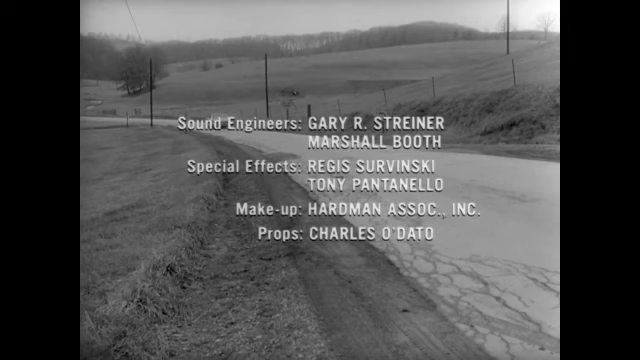 Sound Engineers: GARY R. STREINER
MARSHALL BOOTH
Special Effects: REGIS SURVINSKI
TONY PANTANELLO
Make-up: HARDMAN ASSOC., INC.
Props: CHARLES O'DATO